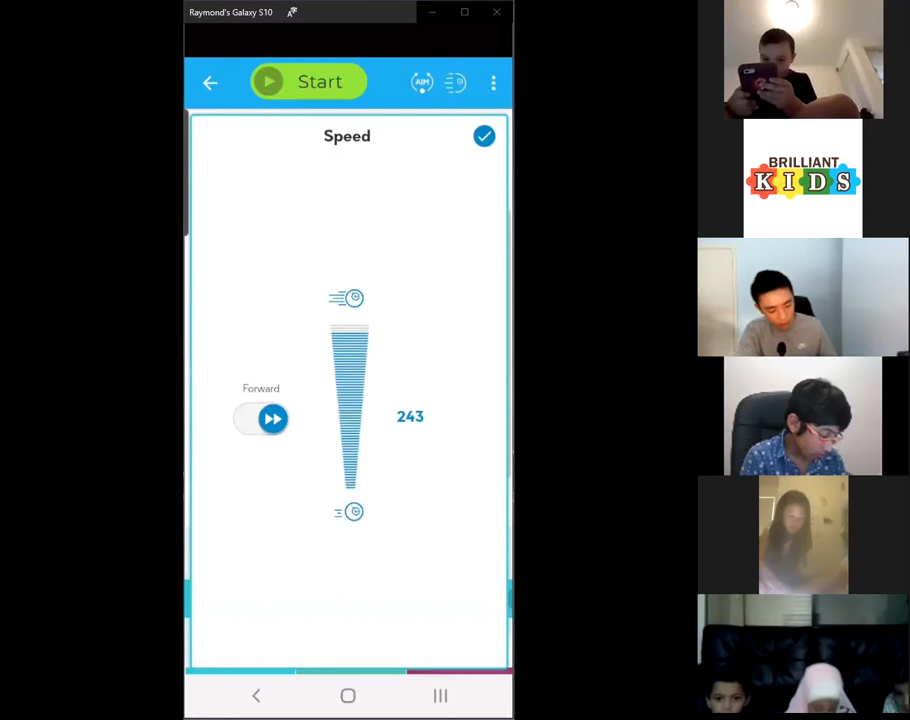 Raymond's Galaxy S10
Start
AIM
Speed
Forward
243
BRILLIANT
KIDS